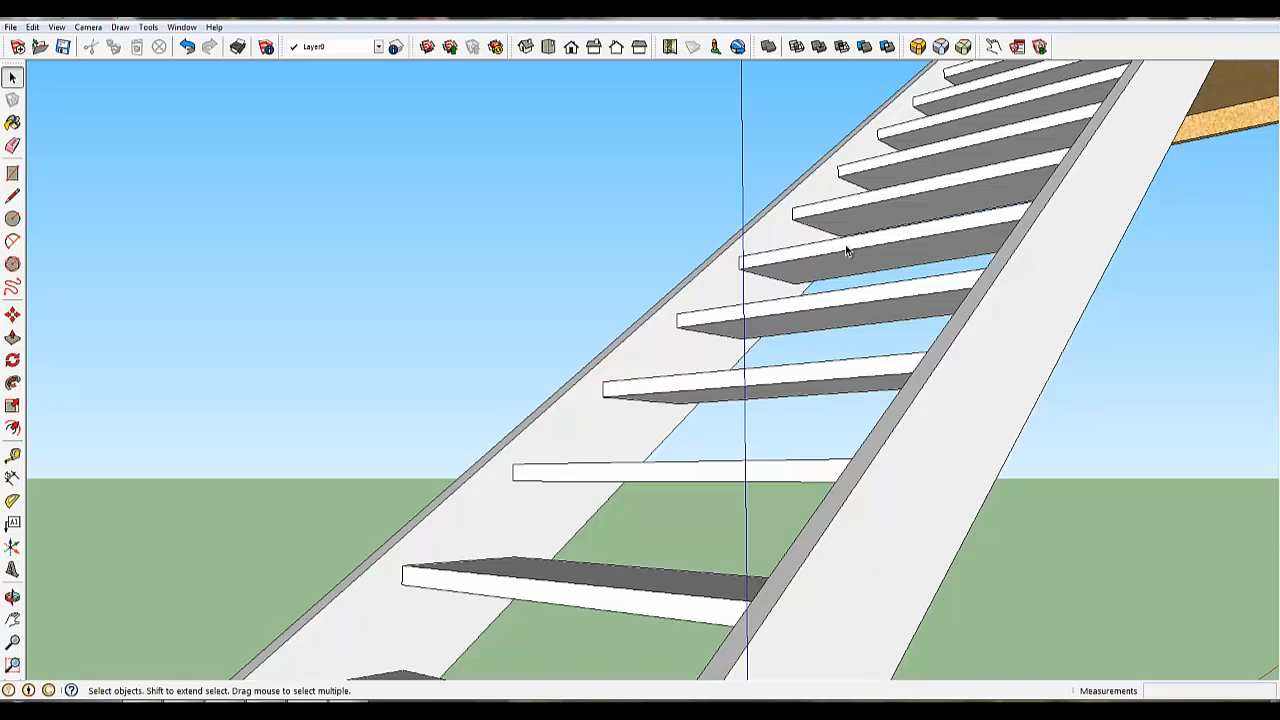 File Edit View Camera Draw Tools Window Help
Layer0
Select objects. Shift to extend select. Drag mouse to select multiple.
Measurements